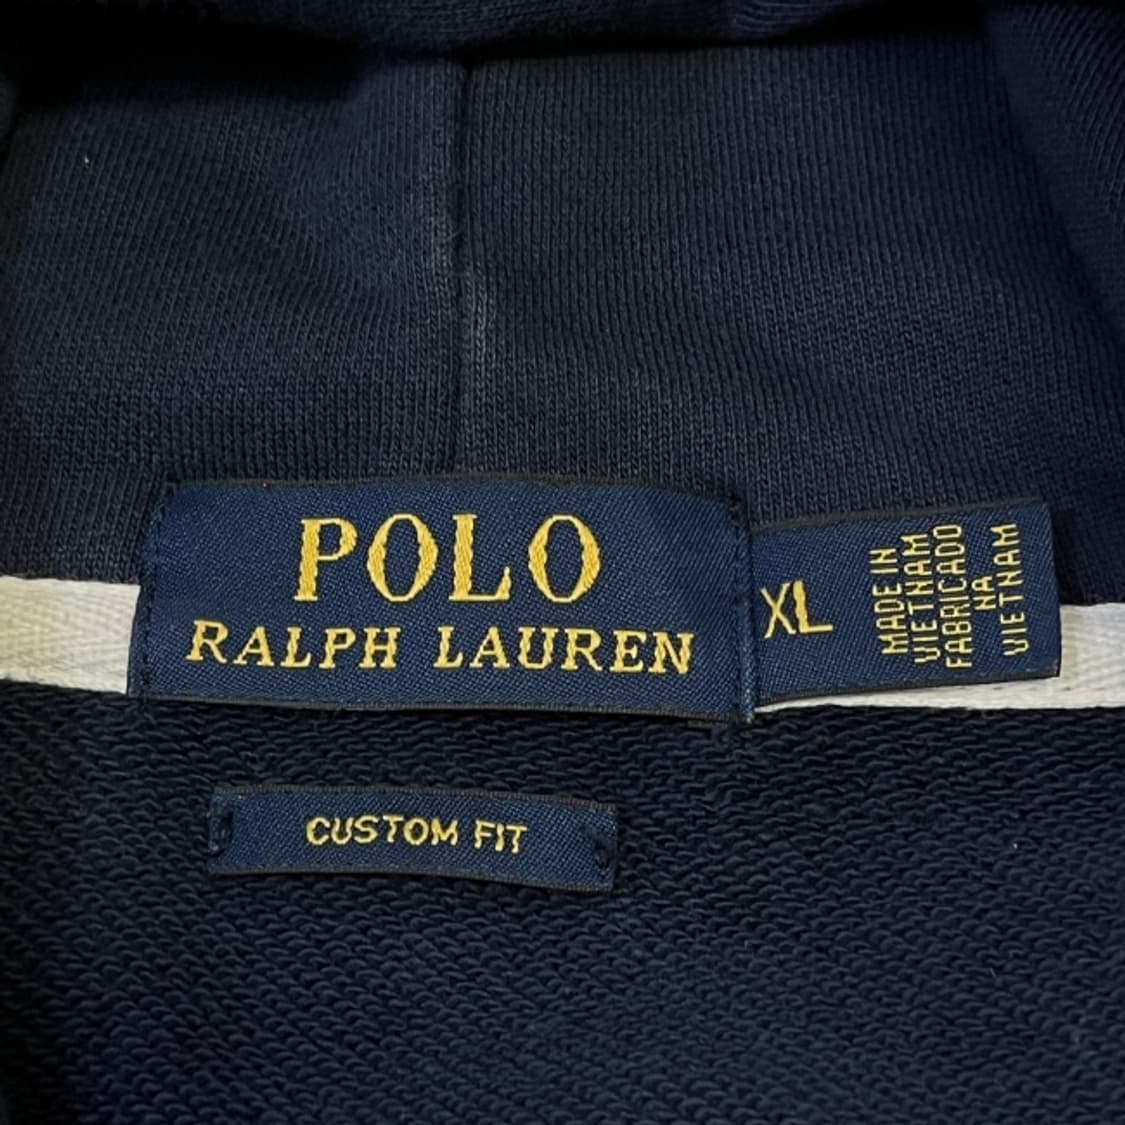 POLO
RALPH LAUREN
XL
MADE IN
VIETNAM
FABRICADO
NA
VIETNAM
CUSTOM FIT